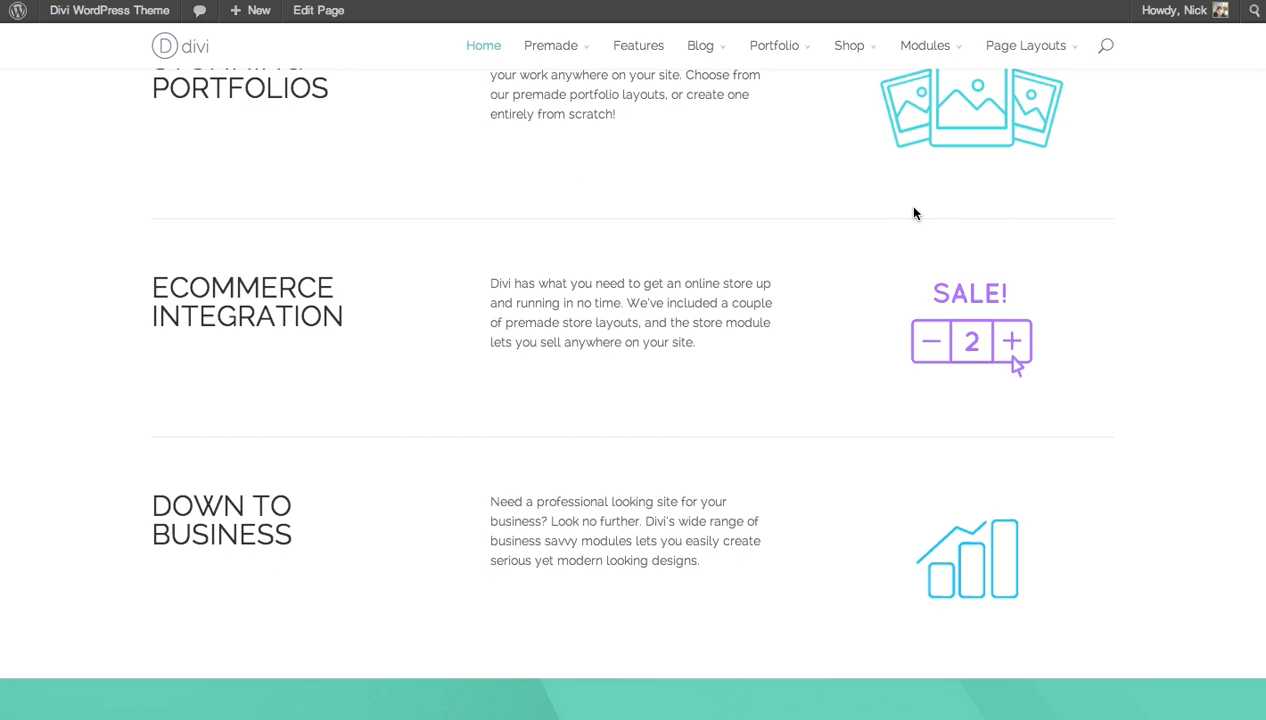 Divi WordPress Theme
New
Edit Page
Howdy, Nick
D divi
Home
Premade
Features
Blog
Portfolio
Shop
Modules
Page Layouts
PORTFOLIOS
your work anywhere on your site. Choose from
our premade portfolio layouts, or create one
entirely from scratch!
ECOMMERCE
INTEGRATION
Divi has what you need to get an online store up
and running in no time. We've included a couple
of premade store layouts, and the store module
lets you sell anywhere on your site.
SALE!
− 2 +
DOWN TO
BUSINESS
Need a professional looking site for your
business? Look no further. Divi's wide range of
business savvy modules lets you easily create
serious yet modern looking designs.